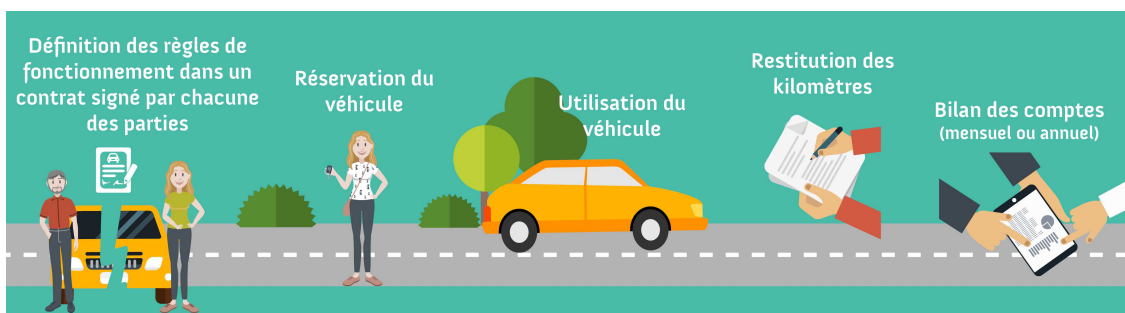 Définition des règles de
fonctionnement dans un
contrat signé par chacune
des parties
Réservation du
véhicule
Utilisation du
véhicule
Restitution des
kilomètres
Bilan des comptes
(mensuel ou annuel)